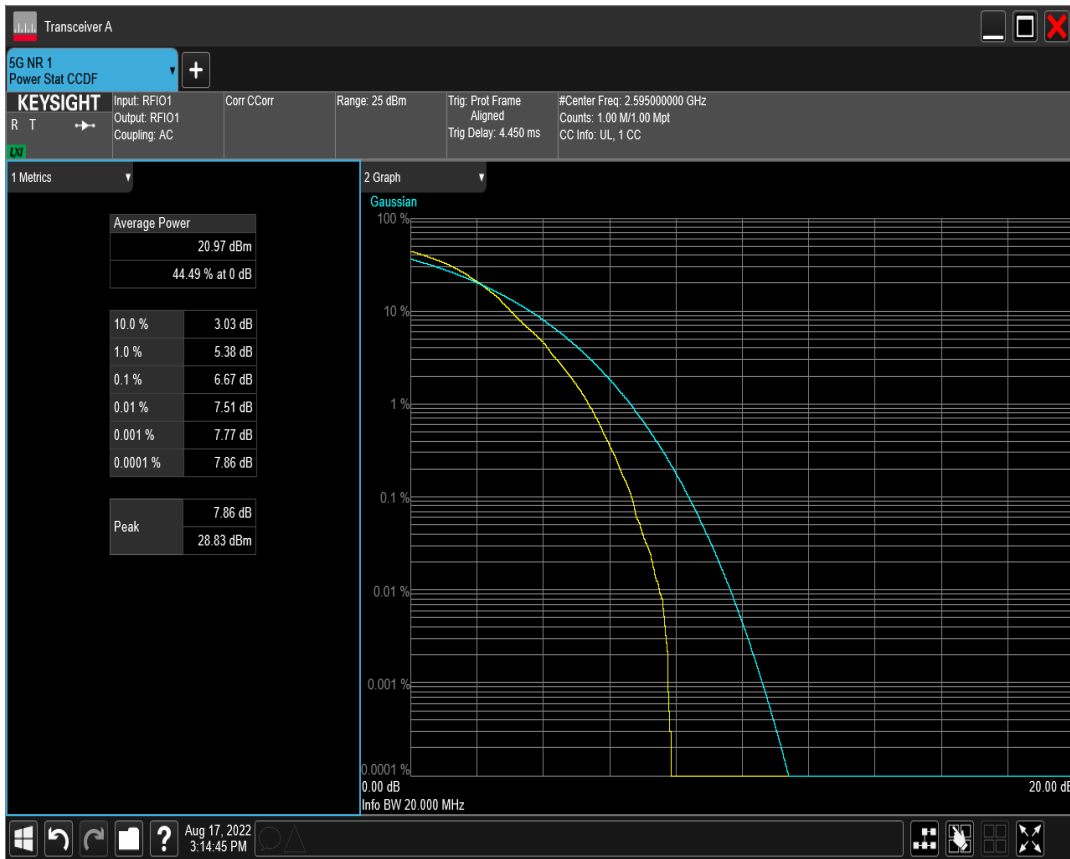 Transceiver A
5G NR 1
Power Stat CCDF
+
KEYSIGHT
R T
LXI
Input: RFIO1
Output: RFIO1
Coupling: AC
Corr CCorr
Range: 25 dBm
Trig: Prot Frame
Aligned
Trig Delay: 4.450 ms
#Center Freq: 2.595000000 GHz
Counts: 1.00 M/1.00 Mpt
CC Info: UL, 1 CC
1 Metrics
Average Power
20.97 dBm
44.49 % at 0 dB
10.0 % 3.03 dB
1.0 % 5.38 dB
0.1 % 6.67 dB
0.01 % 7.51 dB
0.001 % 7.77 dB
0.0001 % 7.86 dB
Peak
7.86 dB
28.83 dBm
2 Graph
Gaussian
100 %
10 %
1 %
0.1 %
0.01 %
0.001 %
0.0001 %
0.00 dB
20.00 dB
Info BW 20.000 MHz
?
Aug 17, 2022
3:14:45 PM